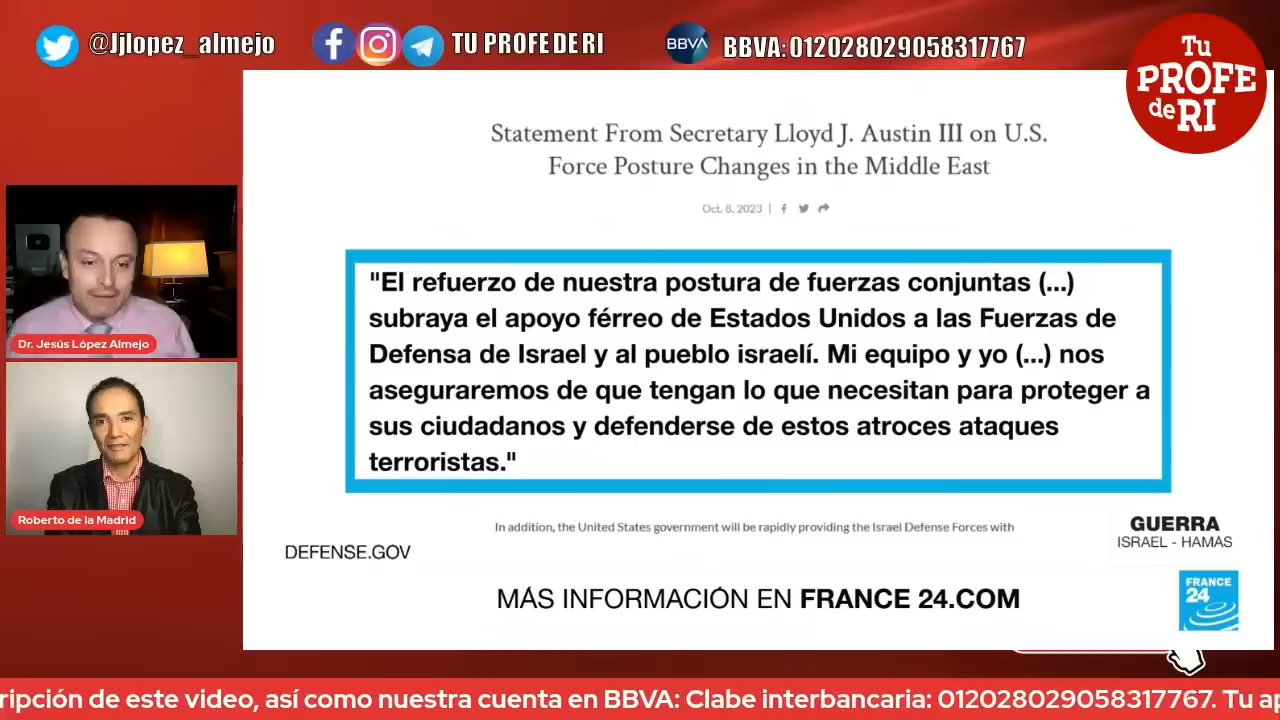 @Jjlopez_almejo
TU PROFE DE RI
BBVA
BBVA: 012028029058317767
Tu
PROFE
de RI
Statement From Secretary Lloyd J. Austin III on U.S.
Force Posture Changes in the Middle East
Oct. 8, 2023 |
"El refuerzo de nuestra postura de fuerzas conjuntas (...)
subraya el apoyo férreo de Estados Unidos a las Fuerzas de
Defensa de Israel y al pueblo israelí. Mi equipo y yo (...) nos
aseguraremos de que tengan lo que necesitan para proteger a
sus ciudadanos y defenderse de estos atroces ataques
terroristas."
Dr. Jesús López Almejo
Roberto de la Madrid
In addition, the United States government will be rapidly providing the Israel Defense Forces with
GUERRA
ISRAEL - HAMAS
DEFENSE.GOV
MÁS INFORMACIÓN EN FRANCE 24.COM
FRANCE
24
ripción de este video, así como nuestra cuenta en BBVA: Clabe interbancaria: 012028029058317767. Tu ap